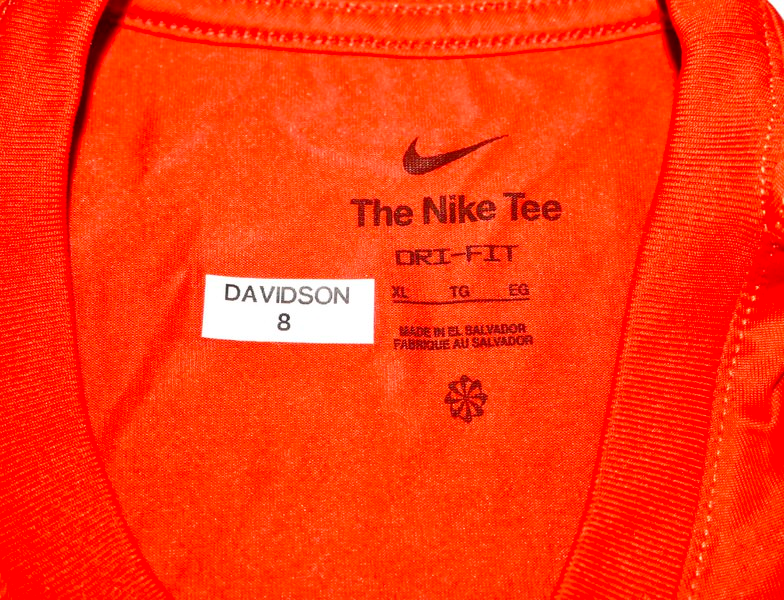 The Nike Tee
DRI-FIT
XL TG EG
MADE IN EL SALVADOR
FABRIQUE AU SALVADOR
DAVIDSON
8